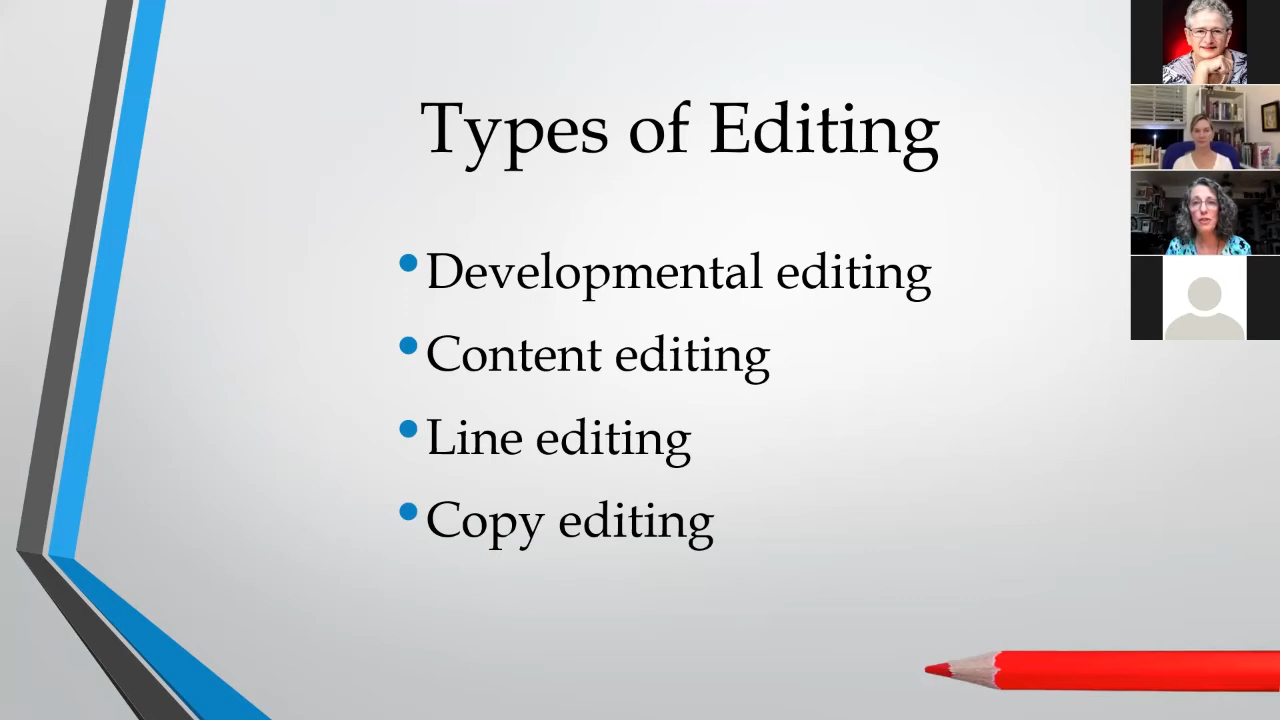 Types of Editing
Developmental editing
Content editing
Line editing
Copy editing